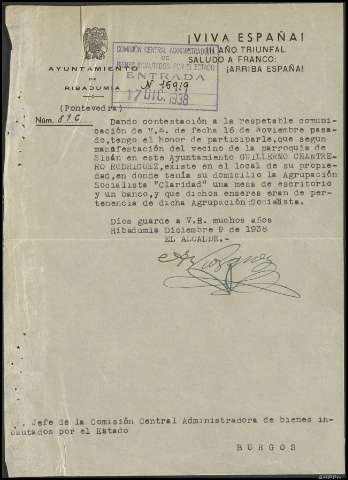 ¡VIVA ESPAÑA!
III AÑO TRIUNFAL
SALUDO A FRANCO:
¡ARRIBA ESPAÑA!
AYUNTAMIENTO
DE
RIBADUMIA
(Pontevedra)
COMISIÓN CENTRAL ADMINISTRADORA
DE BIENES INCAUTADOS POR EL ESTADO
ENTRADA
17 DIC. 1938
Núm. 816
Dando contestación a la respetable comuni-
cación de V.E. de fecha 16 de Noviembre pasa-
do, tengo el honor de participarle, que segun
manifestación del vecino de la parroquia de
Sisán en este Ayuntamiento GUILLERMO CHANTRE-
RO RODRIGUEZ, existe en el local de su propie-
dad, en donde tenía su domicilio la Agrupación
Socialista "Claridad" una mesa de escritorio
y un banco, y que dichos enseres eran de per-
tenencia de dicha Agrupación Socialista.
Dios guarde a V.E. muchos años
Ribadumia Diciembre 9 de 1938
EL ALCALDE.-
Jefe de la Comisión Central Administradora de bienes in-
cautados por el Estado
BURGOS